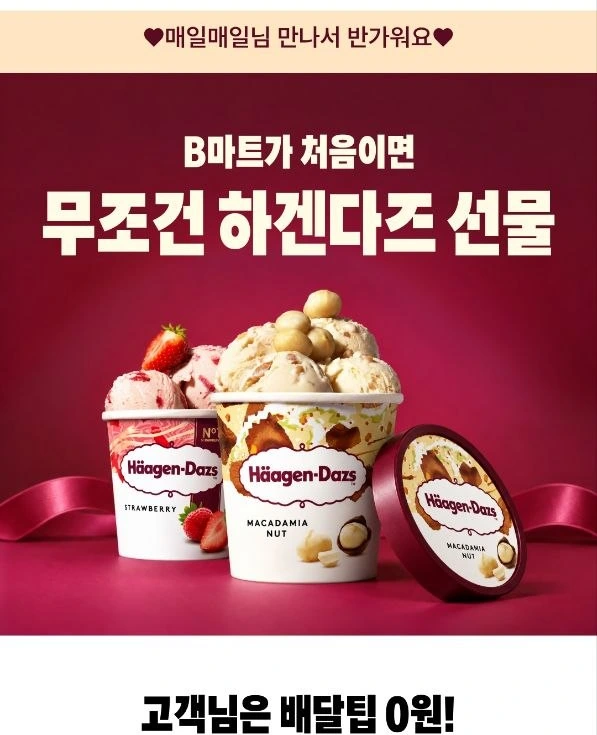 ♥매일매일님 만나서 반가워요♥
B마트가 처음이면
무조건 하겐다즈 선물
Nº1
Häagen-Dazs
STRAWBERRY
Häagen-Dazs
MACADAMIA
NUT
Häagen-Dazs
MACADAMIA
NUT
고객님은 배달팁 0원!